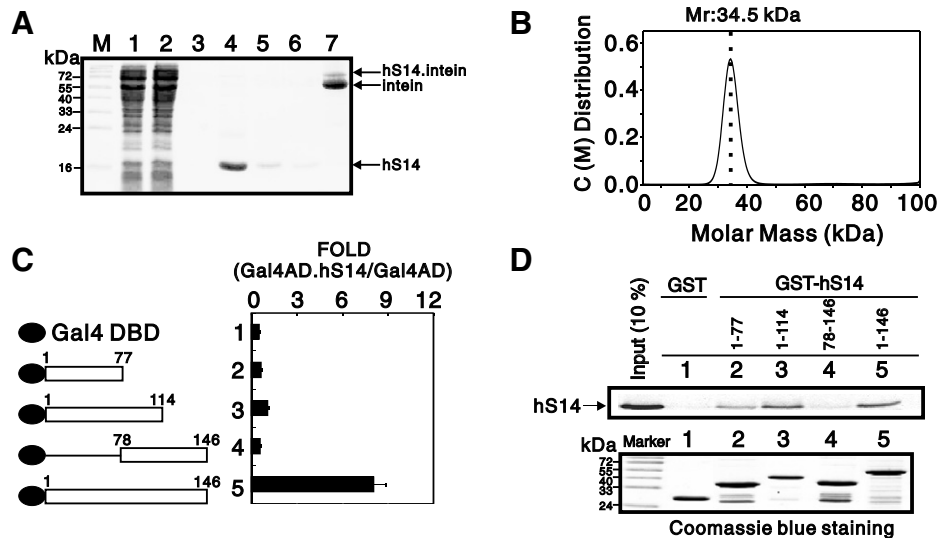 A
M 1 2 3 4 5 6 7
kDa
72
55
40
33
24
16
hS14.intein
Intein
hS14
B
Mr:34.5 kDa
C (M) Distribution
0.6
0.4
0.2
0.0
0 20 40 60 80 100
Molar Mass (kDa)
C
FOLD
(Gal4AD.hS14/Gal4AD)
0 3 6 9 12
Gal4 DBD
1
1 77
2
1 114
3
78 146
4
1 146
5
D
Input (10 %)
GST
GST-hS14
1-77
1-114
78-146
1-146
1 2 3 4 5
hS14
kDa
Marker
1 2 3 4 5
72
55
40
33
24
Coomassie blue staining